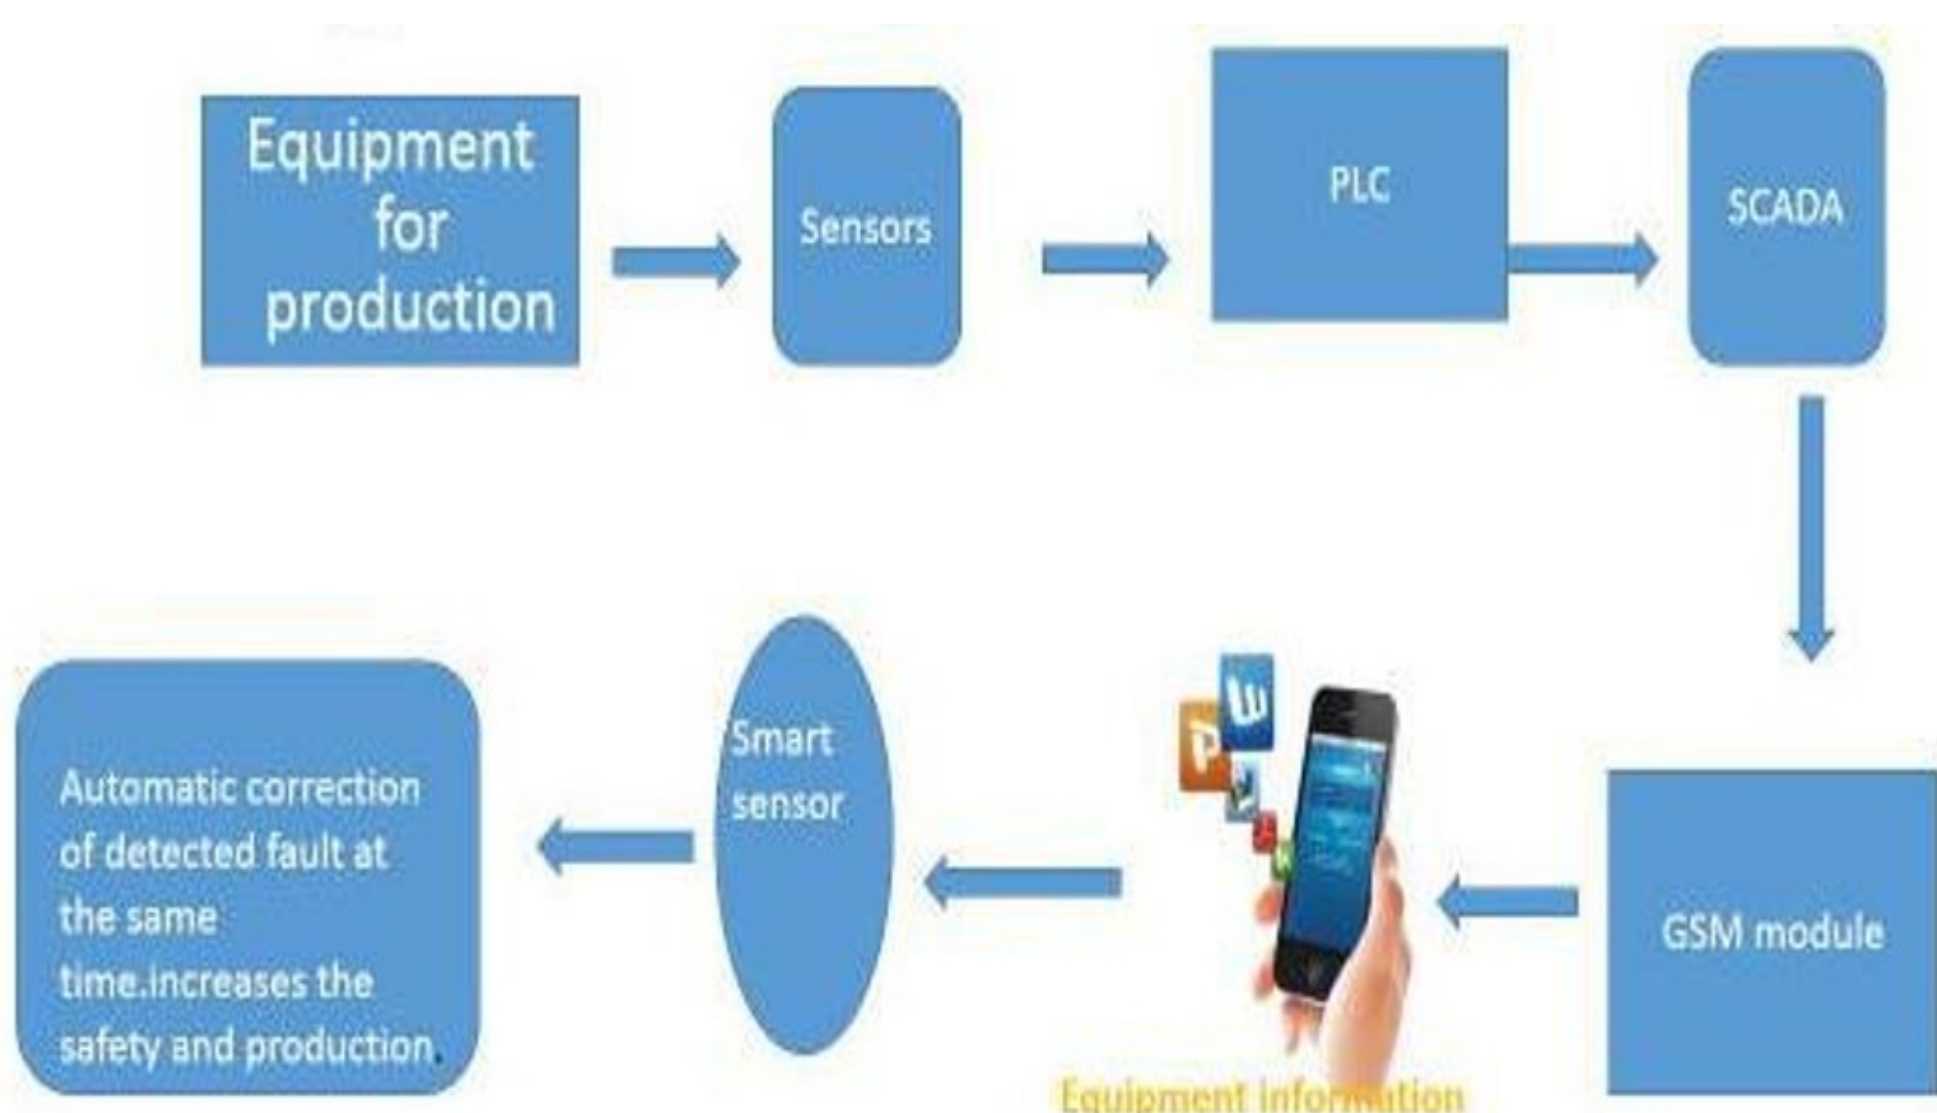 Equipment
for
production
Sensors
PLC
SCADA
Smart
sensor
Automatic correction
of detected fault at
the same
time.increases the
safety and production.
W
P
GSM module
Equipment information